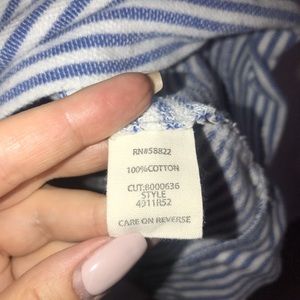 RN#58822
100%COTTON
CUT:8000636
STYLE
4911R52
CARE ON REVERSE